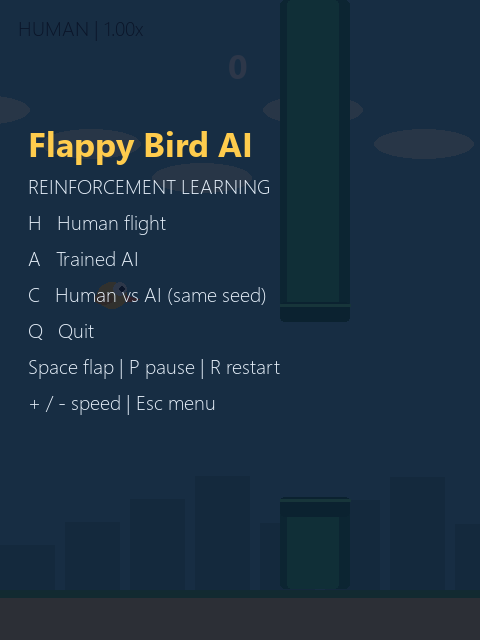 HUMAN | 1.00x
0
Flappy Bird AI
REINFORCEMENT LEARNING
H Human flight
A Trained AI
C Human vs AI (same seed)
Q Quit
Space flap | P pause | R restart
+ / - speed | Esc menu